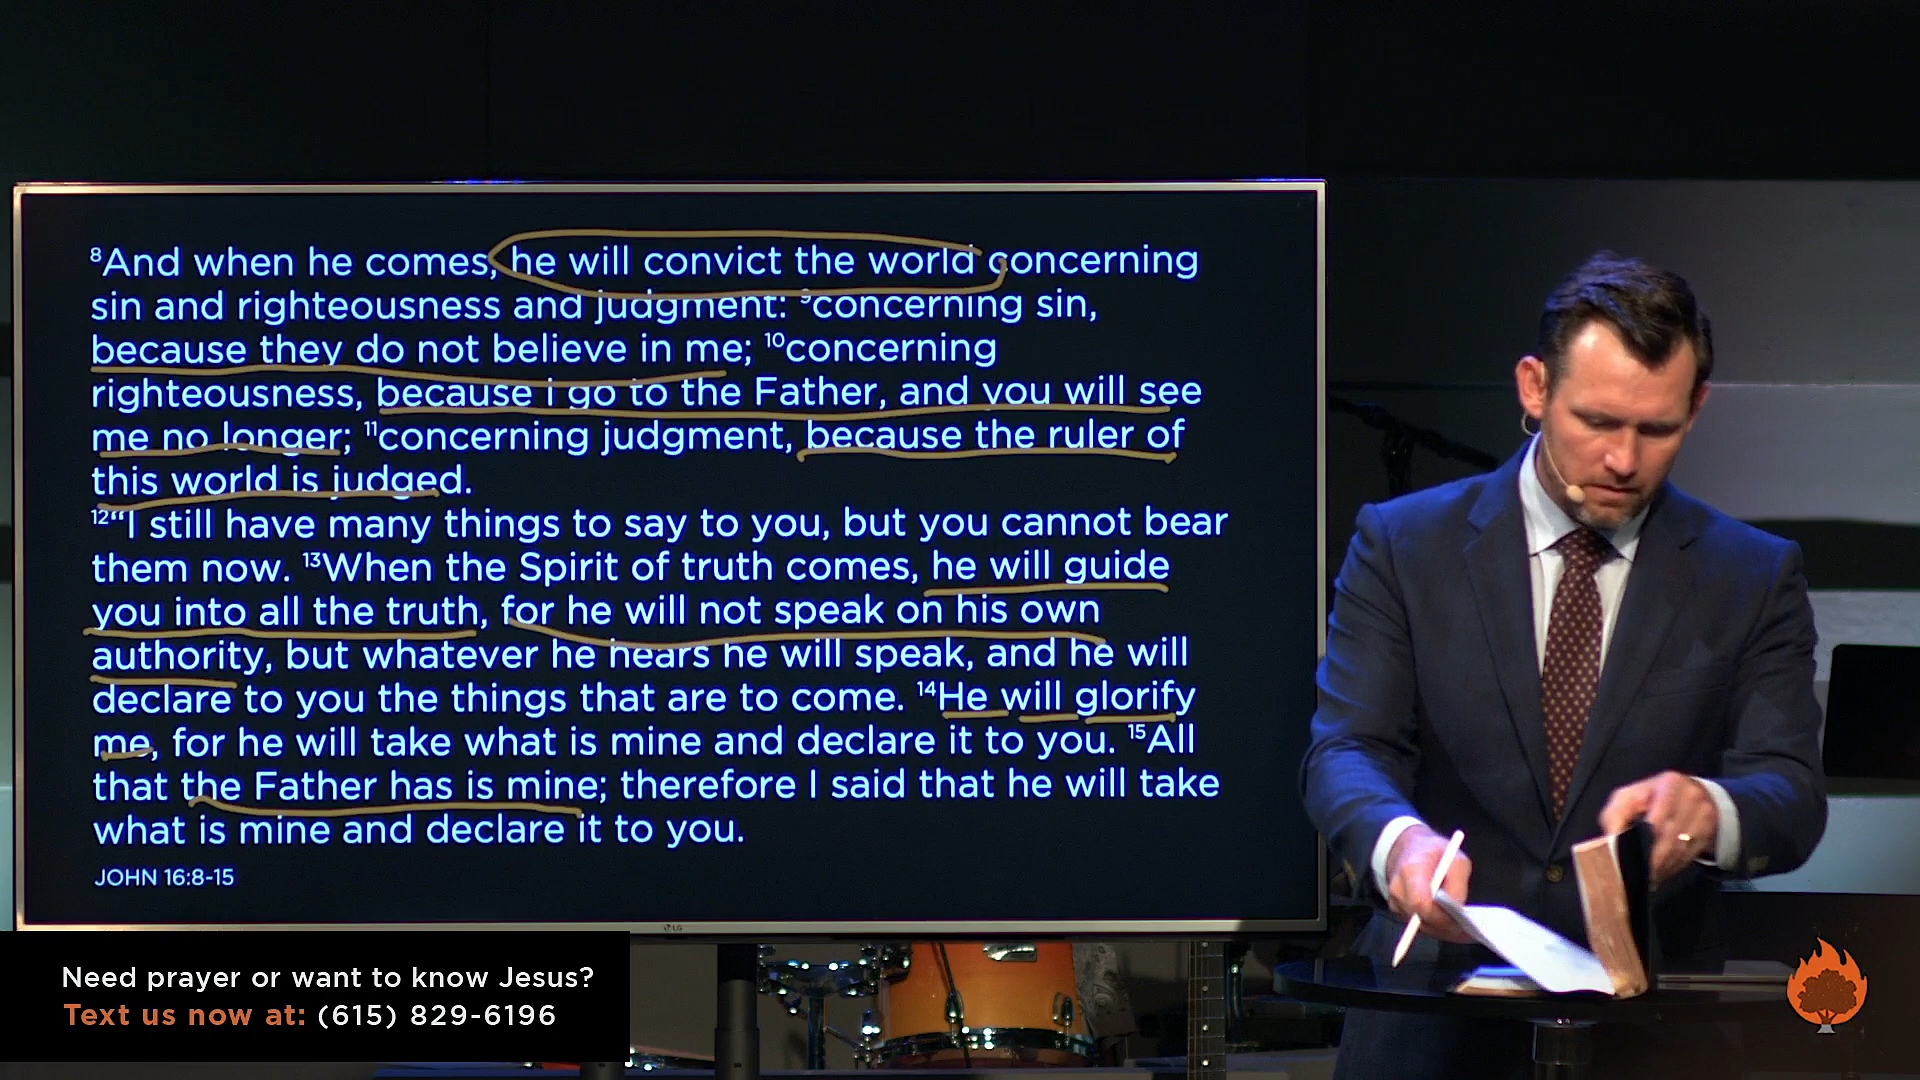 ⁸And when he comes, he will convict the world concerning
sin and righteousness and judgment: ⁹concerning sin,
because they do not believe in me; ¹⁰concerning
righteousness, because i go to the Father, and you will see
me no longer; ¹¹concerning judgment, because the ruler of
this world is judged.
¹²“I still have many things to say to you, but you cannot bear
them now. ¹³When the Spirit of truth comes, he will guide
you into all the truth, for he will not speak on his own
authority, but whatever he hears he will speak, and he will
declare to you the things that are to come. ¹⁴He will glorify
me, for he will take what is mine and declare it to you. ¹⁵All
that the Father has is mine; therefore I said that he will take
what is mine and declare it to you.
JOHN 16:8-15
LG
Need prayer or want to know Jesus?
Text us now at: (615) 829-6196